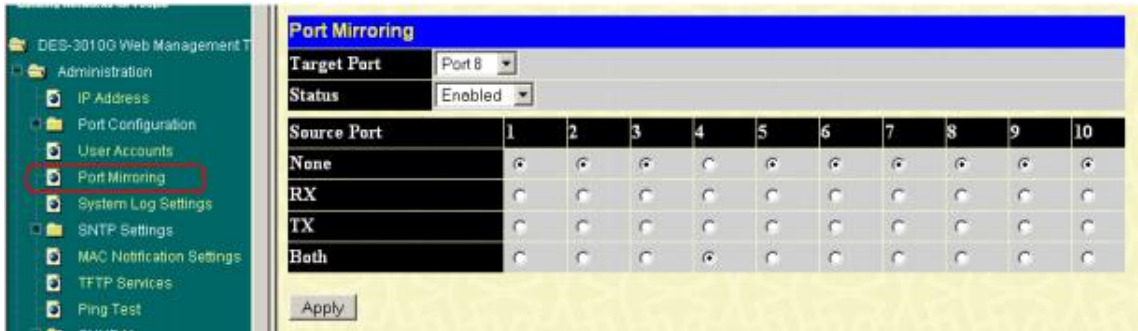 DES-3010G Web Management T
Administration
IP Address
Port Configuration
User Accounts
Port Mirroring
System Log Settings
SNTP Settings
MAC Notification Settings
TFTP Services
Ping Test
Port Mirroring
Target Port Port 8
Status Enabled
Source Port 1 2 3 4 5 6 7 8 9 10
None
RX
TX
Both
Apply